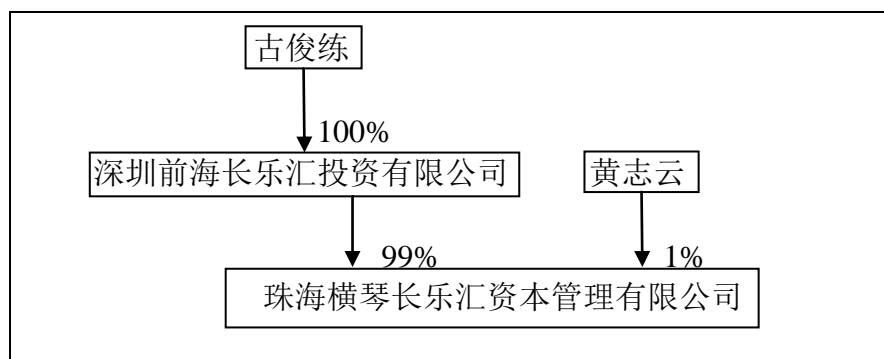 古俊练
100%
深圳前海长乐汇投资有限公司
黄志云
99%
1%
珠海横琴长乐汇资本管理有限公司